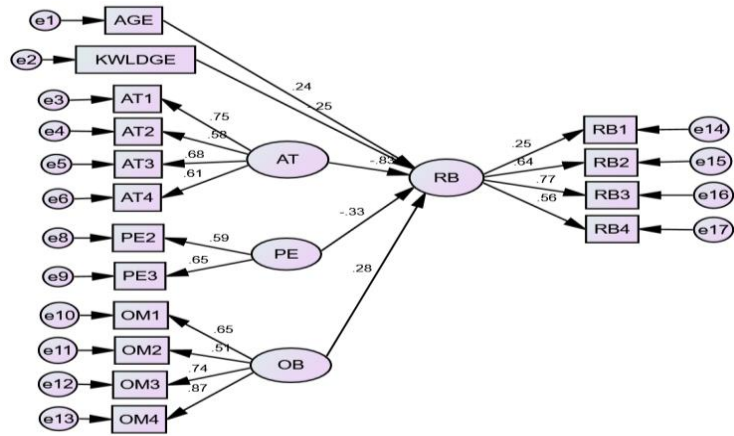 e1 AGE
e2 KWLDGE
.24
-.25
e3 AT1
.75
e4 AT2
.58
e5 AT3
.68
e6 AT4
.61
AT
-.83
RB
e8 PE2
.59
e9 PE3
.65
PE
-.33
e10 OM1
.65
e11 OM2
.51
e12 OM3
.74
e13 OM4
.87
OB
.28
.25
RB1 e14
.64
RB2 e15
.77
RB3 e16
.56
RB4 e17